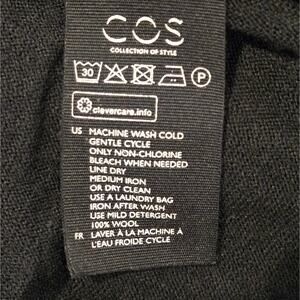 COS
COLLECTION OF STYLE
30 P
clevercare.info
US MACHINE WASH COLD
GENTLE CYCLE
ONLY NON-CHLORINE
BLEACH WHEN NEEDED
LINE DRY
MEDIUM IRON
OR DRY CLEAN
USE A LAUNDRY BAG
IRON AFTER WASH
USE MILD DETERGENT
100% WOOL
FR LAVER À LA MACHINE À
L'EAU FROIDE CYCLE